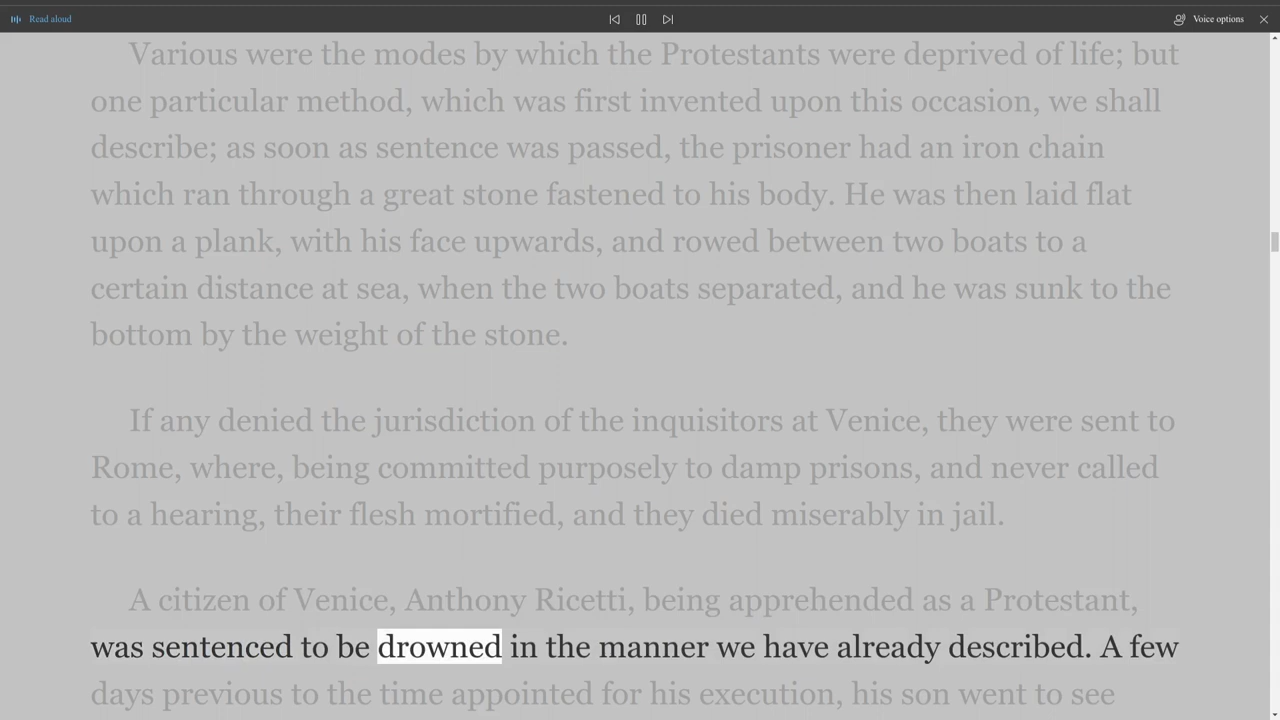 Read aloud
Voice options
Various were the modes by which the Protestants were deprived of life; but
one particular method, which was first invented upon this occasion, we shall
describe; as soon as sentence was passed, the prisoner had an iron chain
which ran through a great stone fastened to his body. He was then laid flat
upon a plank, with his face upwards, and rowed between two boats to a
certain distance at sea, when the two boats separated, and he was sunk to the
bottom by the weight of the stone.
If any denied the jurisdiction of the inquisitors at Venice, they were sent to
Rome, where, being committed purposely to damp prisons, and never called
to a hearing, their flesh mortified, and they died miserably in jail.
A citizen of Venice, Anthony Ricetti, being apprehended as a Protestant,
was sentenced to be drowned in the manner we have already described. A few
days previous to the time appointed for his execution, his son went to see